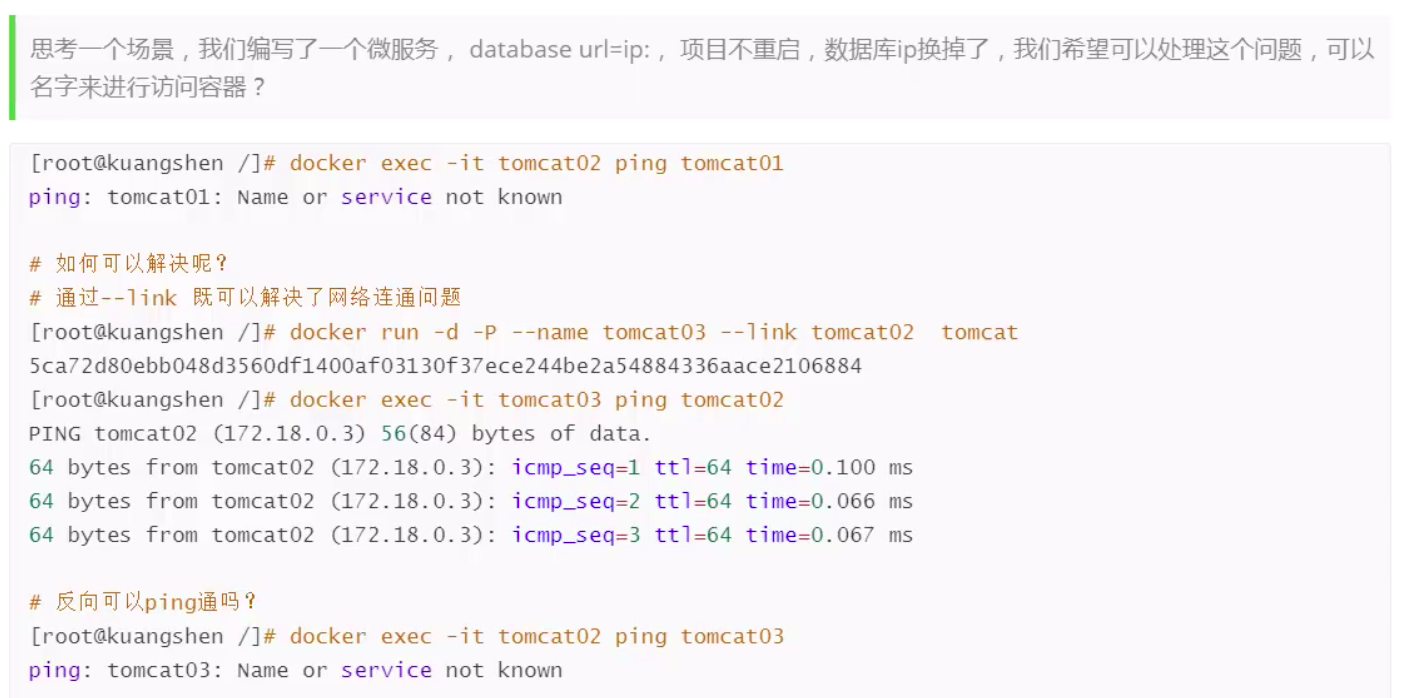 思考一个场景，我们编写了一个微服务， database url=ip:， 项目不重启，数据库ip换掉了，我们希望可以处理这个问题，可以
名字来进行访问容器？
[root@kuangshen /]# docker exec -it tomcat02 ping tomcat01
ping: tomcat01: Name or service not known
# 如何可以解决呢？
# 通过--link 既可以解决了网络连通问题
[root@kuangshen /]# docker run -d -P --name tomcat03 --link tomcat02  tomcat
5ca72d80ebb048d3560df1400af03130f37ece244be2a54884336aace2106884
[root@kuangshen /]# docker exec -it tomcat03 ping tomcat02
PING tomcat02 (172.18.0.3) 56(84) bytes of data.
64 bytes from tomcat02 (172.18.0.3): icmp_seq=1 ttl=64 time=0.100 ms
64 bytes from tomcat02 (172.18.0.3): icmp_seq=2 ttl=64 time=0.066 ms
64 bytes from tomcat02 (172.18.0.3): icmp_seq=3 ttl=64 time=0.067 ms
# 反向可以ping通吗？
[root@kuangshen /]# docker exec -it tomcat02 ping tomcat03
ping: tomcat03: Name or service not known